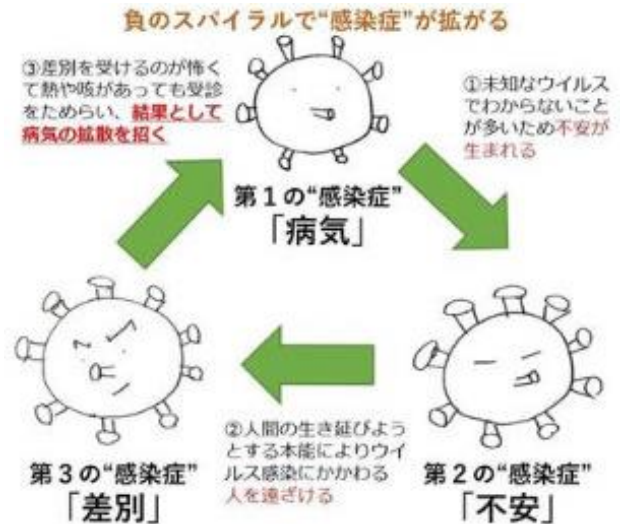 負のスパイラルで“感染症”が拡がる
③差別を受けるのが怖く
て熱や咳があっても受診
をためらい、結果として
病気の拡散を招く
①未知なウイルス
でわからないこと
が多いため不安が
生まれる
第1の“感染症”
「病気」
②人間の生き延びよう
とする本能によりウイ
ルス感染にかかわる
人を遠ざける
第3の“感染症”
「差別」
第2の“感染症”
「不安」